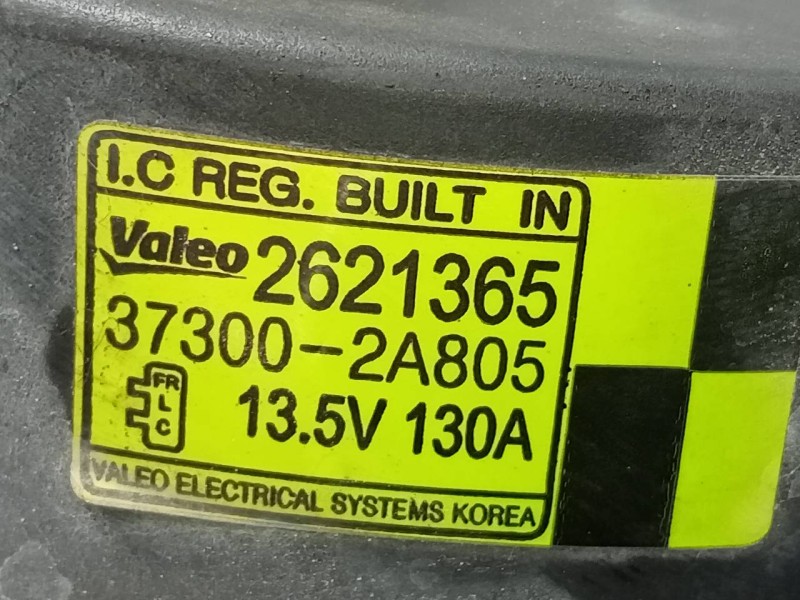 I.C REG. BUILT IN
Valeo 2621365
37300-2A805
FR
L
C
13.5V 130A
VALEO ELECTRICAL SYSTEMS KOREA